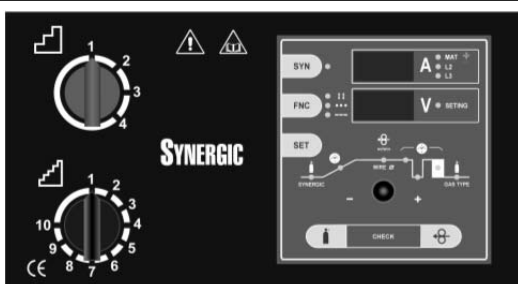 1
2
3
4
SYN
A
MAT
L2
L3
FNC
V
SETING
SET
SYNERGIC
SYNERGIC
WIRE Ø
GAS TYPE
- +
1
2
3
4
5
6
7
8
9
10
CE
CHECK